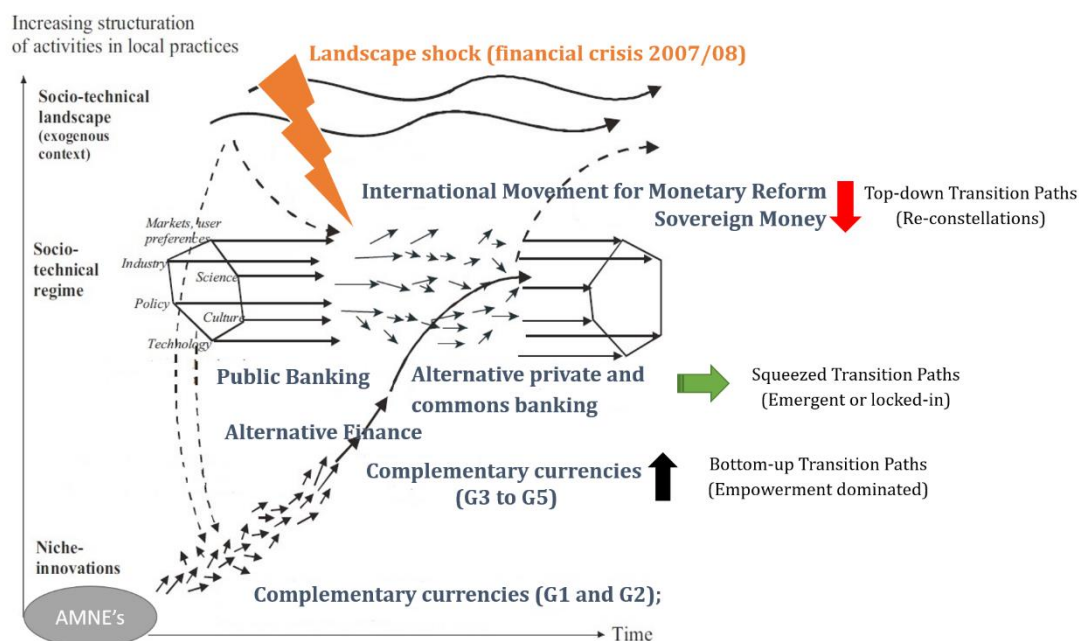 Increasing structuration
of activities in local practices
Landscape shock (financial crisis 2007/08)
Socio-technical
landscape
(exogenous
context)
International Movement for Monetary Reform
Sovereign Money
Top-down Transition Paths
(Re-constellations)
Markets, user
preferences
Industry
Science
Socio-
technical
regime
Policy
Culture
Technology
Public Banking
Alternative private and
commons banking
Squeezed Transition Paths
(Emergent or locked-in)
Alternative Finance
Complementary currencies
(G3 to G5)
Bottom-up Transition Paths
(Empowerment dominated)
Niche-
innovations
Complementary currencies (G1 and G2);
AMNE's
Time